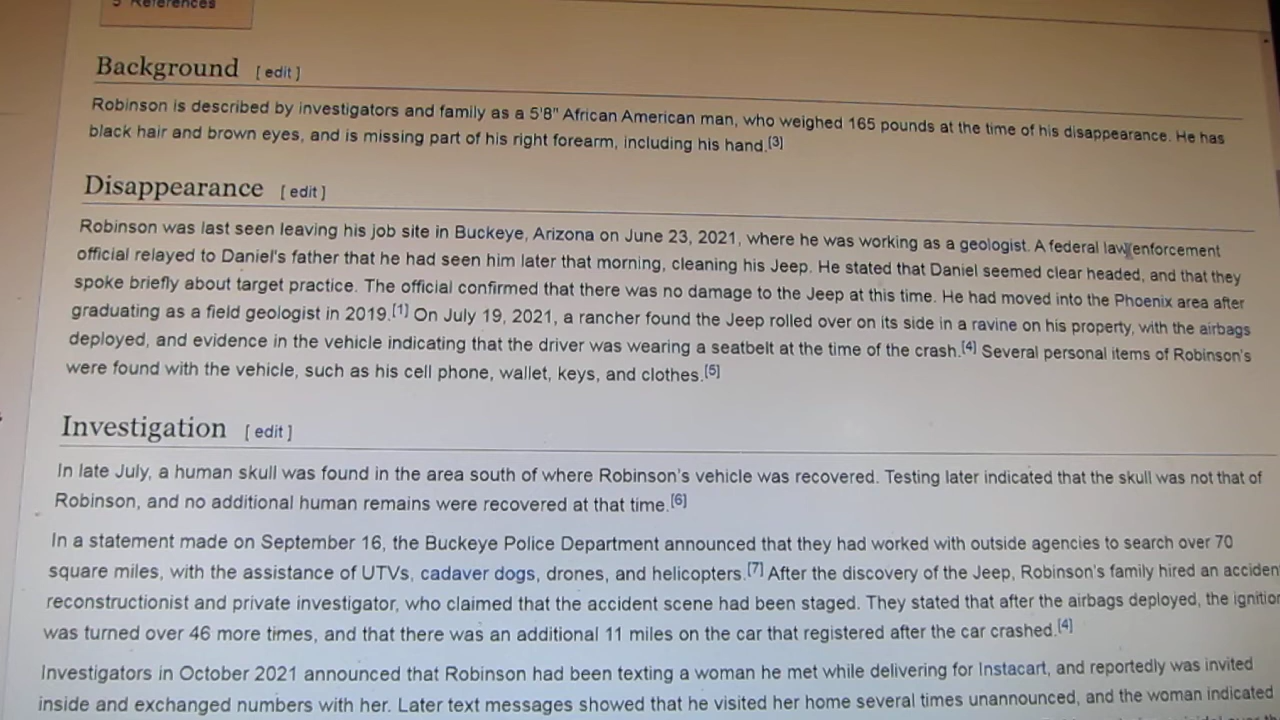 5 References
Background [ edit ]
Robinson is described by investigators and family as a 5'8" African American man, who weighed 165 pounds at the time of his disappearance. He has
black hair and brown eyes, and is missing part of his right forearm, including his hand.[3]
Disappearance [ edit ]
Robinson was last seen leaving his job site in Buckeye, Arizona on June 23, 2021, where he was working as a geologist. A federal law enforcement
official relayed to Daniel's father that he had seen him later that morning, cleaning his Jeep. He stated that Daniel seemed clear headed, and that they
spoke briefly about target practice. The official confirmed that there was no damage to the Jeep at this time. He had moved into the Phoenix area after
graduating as a field geologist in 2019.[1] On July 19, 2021, a rancher found the Jeep rolled over on its side in a ravine on his property, with the airbags
deployed, and evidence in the vehicle indicating that the driver was wearing a seatbelt at the time of the crash.[4] Several personal items of Robinson's
were found with the vehicle, such as his cell phone, wallet, keys, and clothes.[5]
Investigation [ edit ]
In late July, a human skull was found in the area south of where Robinson's vehicle was recovered. Testing later indicated that the skull was not that of
Robinson, and no additional human remains were recovered at that time.[6]
In a statement made on September 16, the Buckeye Police Department announced that they had worked with outside agencies to search over 70
square miles, with the assistance of UTVs, cadaver dogs, drones, and helicopters.[7] After the discovery of the Jeep, Robinson's family hired an acciden
reconstructionist and private investigator, who claimed that the accident scene had been staged. They stated that after the airbags deployed, the ignition
was turned over 46 more times, and that there was an additional 11 miles on the car that registered after the car crashed.[4]
Investigators in October 2021 announced that Robinson had been texting a woman he met while delivering for Instacart, and reportedly was invited
inside and exchanged numbers with her. Later text messages showed that he visited her home several times unannounced, and the woman indicated